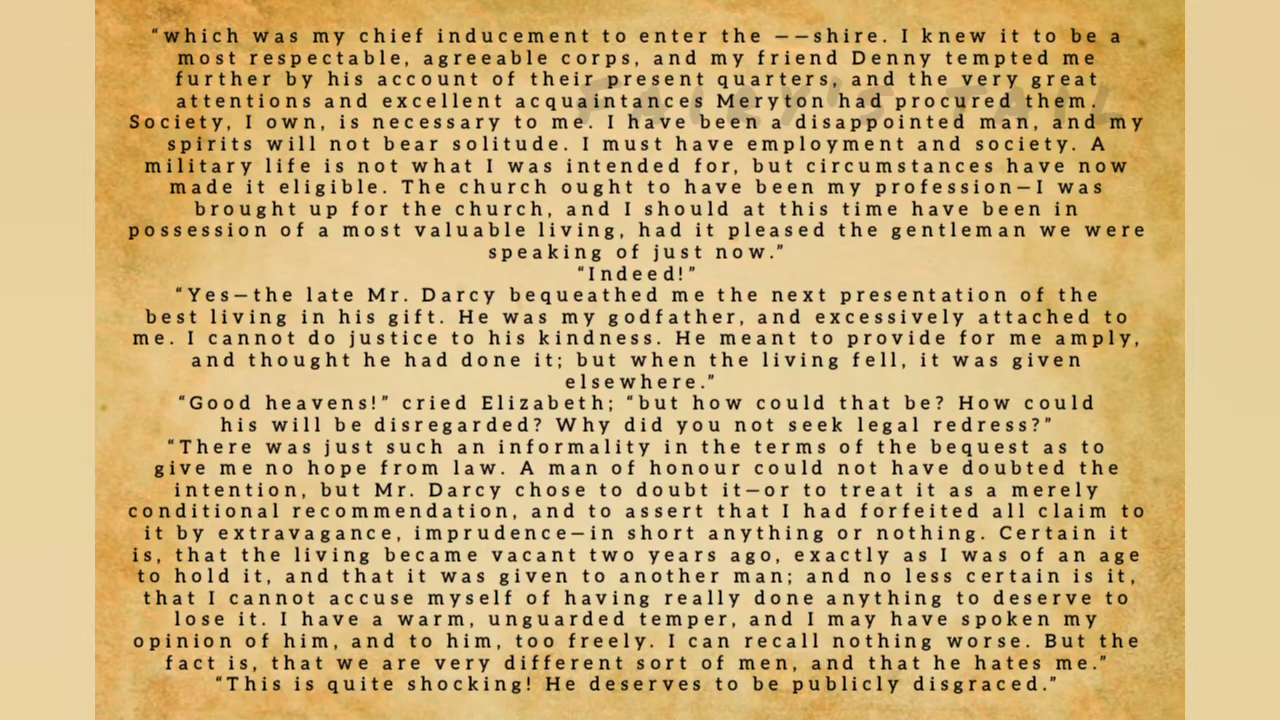 “which was my chief inducement to enter the ——shire. I knew it to be a
most respectable, agreeable corps, and my friend Denny tempted me
further by his account of their present quarters, and the very great
attentions and excellent acquaintances Meryton had procured them.
Society, I own, is necessary to me. I have been a disappointed man, and my
spirits will not bear solitude. I must have employment and society. A
military life is not what I was intended for, but circumstances have now
made it eligible. The church ought to have been my profession—I was
brought up for the church, and I should at this time have been in
possession of a most valuable living, had it pleased the gentleman we were
speaking of just now.”
“Indeed!”
“Yes—the late Mr. Darcy bequeathed me the next presentation of the
best living in his gift. He was my godfather, and excessively attached to
me. I cannot do justice to his kindness. He meant to provide for me amply,
and thought he had done it; but when the living fell, it was given
elsewhere.”
“Good heavens!” cried Elizabeth; “but how could that be? How could
his will be disregarded? Why did you not seek legal redress?”
“There was just such an informality in the terms of the bequest as to
give me no hope from law. A man of honour could not have doubted the
intention, but Mr. Darcy chose to doubt it—or to treat it as a merely
conditional recommendation, and to assert that I had forfeited all claim to
it by extravagance, imprudence—in short anything or nothing. Certain it
is, that the living became vacant two years ago, exactly as I was of an age
to hold it, and that it was given to another man; and no less certain is it,
that I cannot accuse myself of having really done anything to deserve to
lose it. I have a warm, unguarded temper, and I may have spoken my
opinion of him, and to him, too freely. I can recall nothing worse. But the
fact is, that we are very different sort of men, and that he hates me.”
“This is quite shocking! He deserves to be publicly disgraced.”